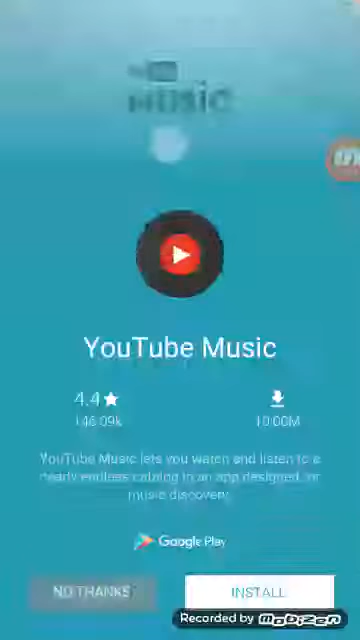 Music
YouTube Music
4.4★
146.09k
10.00M
YouTube Music lets you watch and listen to a
nearly endless catalog in an app designed for
music discovery.
Google Play
NO THANKS
INSTALL
Recorded by mobizen